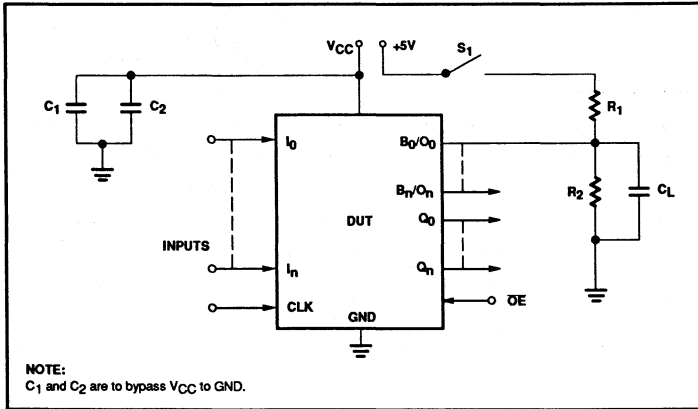 VCC +5V S1
C1 C2 R1
I0 B0/O0
Bn/On R2 CL
DUT Q0
INPUTS
In Qn
CLK OE
GND
NOTE:
C1 and C2 are to bypass VCC to GND.